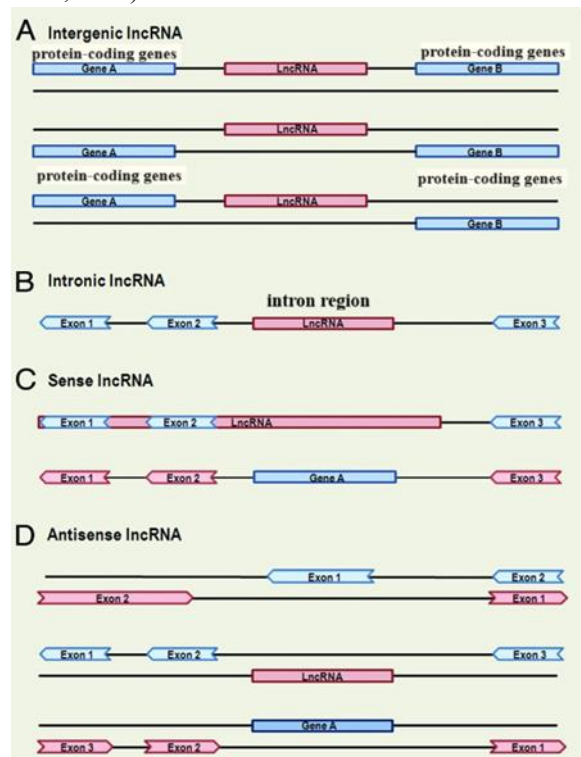 A Intergenic lncRNA
protein-coding genes protein-coding genes
Gene A LncRNA Gene B
LncRNA
Gene A Gene B
protein-coding genes protein-coding genes
Gene A LncRNA
Gene B
B Intronic lncRNA
intron region
Exon 1 Exon 2 LncRNA Exon 3
C Sense lncRNA
Exon 1 Exon 2 LncRNA Exon 3
Exon 1 Exon 2 Gene A Exon 3
D Antisense lncRNA
Exon 1 Exon 2
Exon 2 Exon 1
Exon 1 Exon 2 Exon 3
LncRNA
Gene A
Exon 3 Exon 2 Exon 1